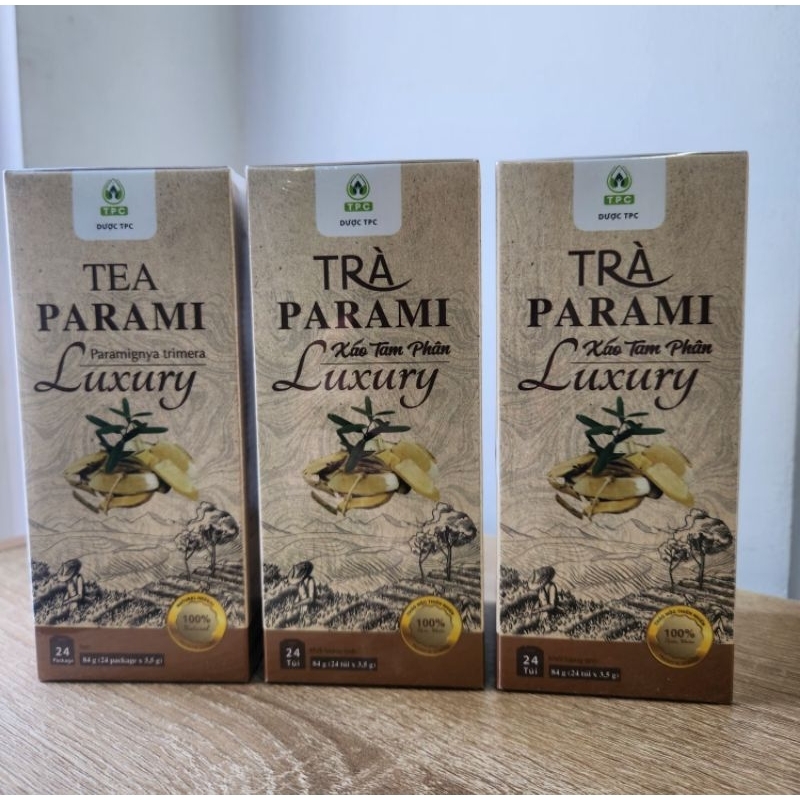 TPC
DƯỢC TPC
TEA
PARAMI
Paramignya trimera
Luxury
100%
Natural
24
Package
84 g (24 package x 3,5 g)
TPC
DƯỢC TPC
TRÀ
PARAMI
Xáo Tam Phân
Luxury
100%
24
Túi
84 g (24 túi x 3,5 g)
TPC
DƯỢC TPC
TRÀ
PARAMI
Xáo Tam Phân
Luxury
100%
24
Túi
84 g (24 túi x 3,5 g)